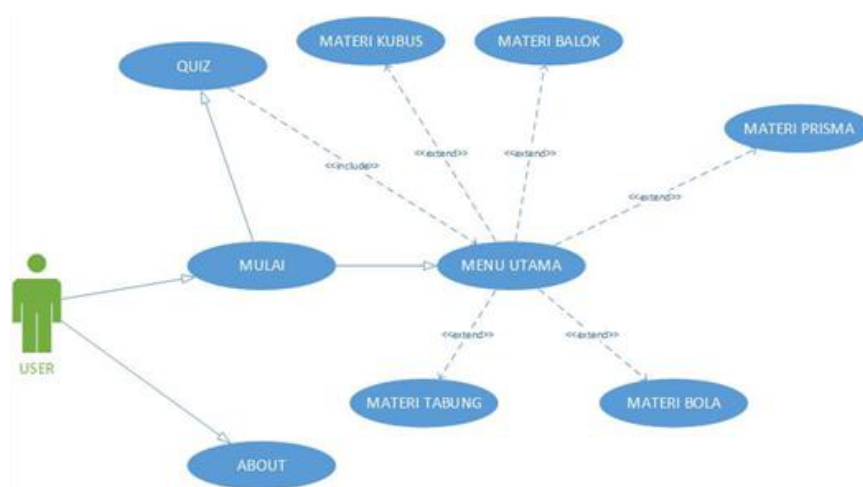 MATERI KUBUS
MATERI BALOK
QUIZ
MATERI PRISMA
<<include>>
<<extend>>
<<extend>>
<<extend>>
MULAI
MENU UTAMA
<<extend>>
<<extend>>
USER
MATERI TABUNG
MATERI BOLA
ABOUT